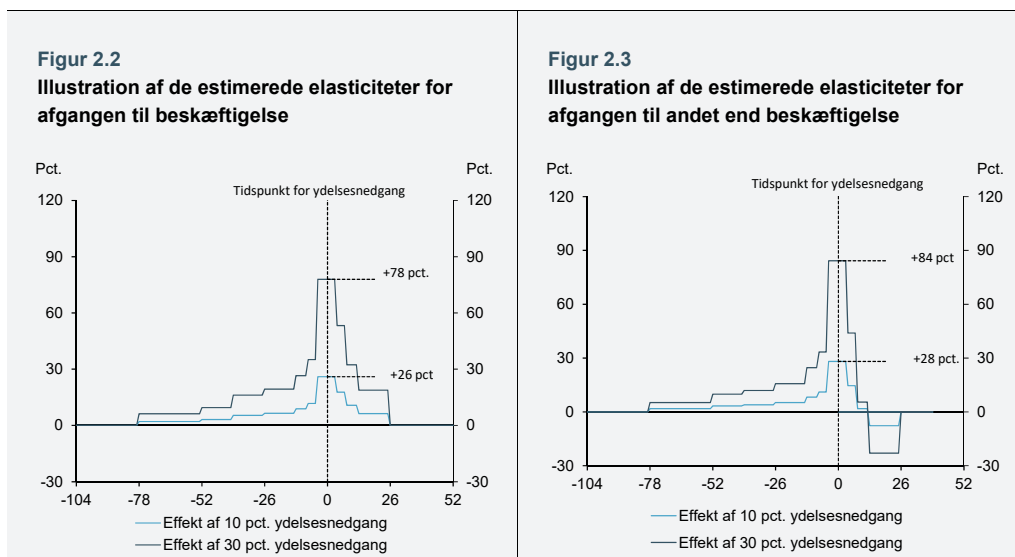 Figur 2.2
Illustration af de estimerede elasticiteter for
afgangen til beskæftigelse
Pct.
Pct.
Tidspunkt for ydelsesnedgang
120
120
90
90
+78 pct.
60
60
30
+26 pct
30
0
0
-30
-30
-104
-78
-52
-26
0
26
52
Effekt af 10 pct. ydelsesnedgang
Effekt af 30 pct. ydelsesnedgang
Figur 2.3
Illustration af de estimerede elasticiteter for
afgangen til andet end beskæftigelse
Pct.
Pct.
Tidspunkt for ydelsesnedgang
120
120
90
90
+84 pct
60
60
30
+28 pct
30
0
0
-30
-30
-104
-78
-52
-26
0
26
52
Effekt af 10 pct. ydelsesnedgang
Effekt af 30 pct. ydelsesnedgang